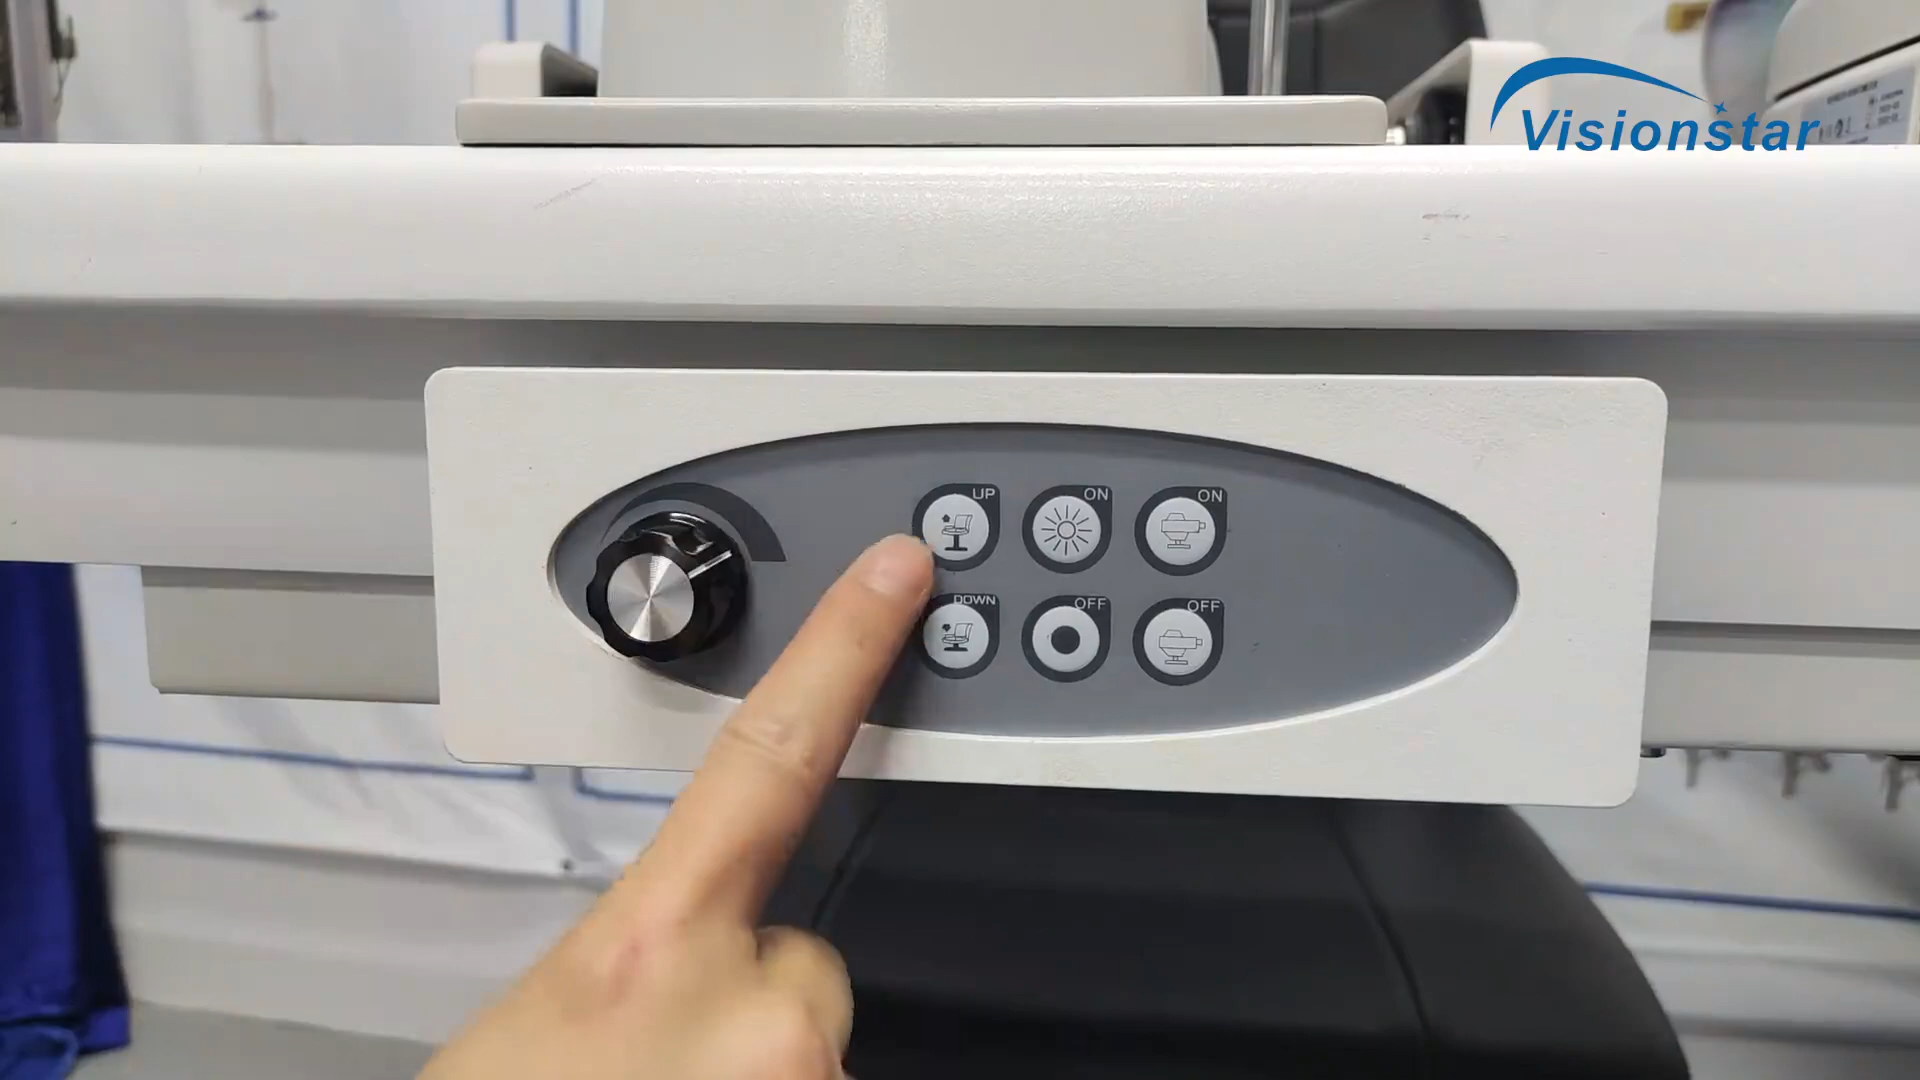 Visionstar
UP
ON
ON
DOWN
OFF
OFF